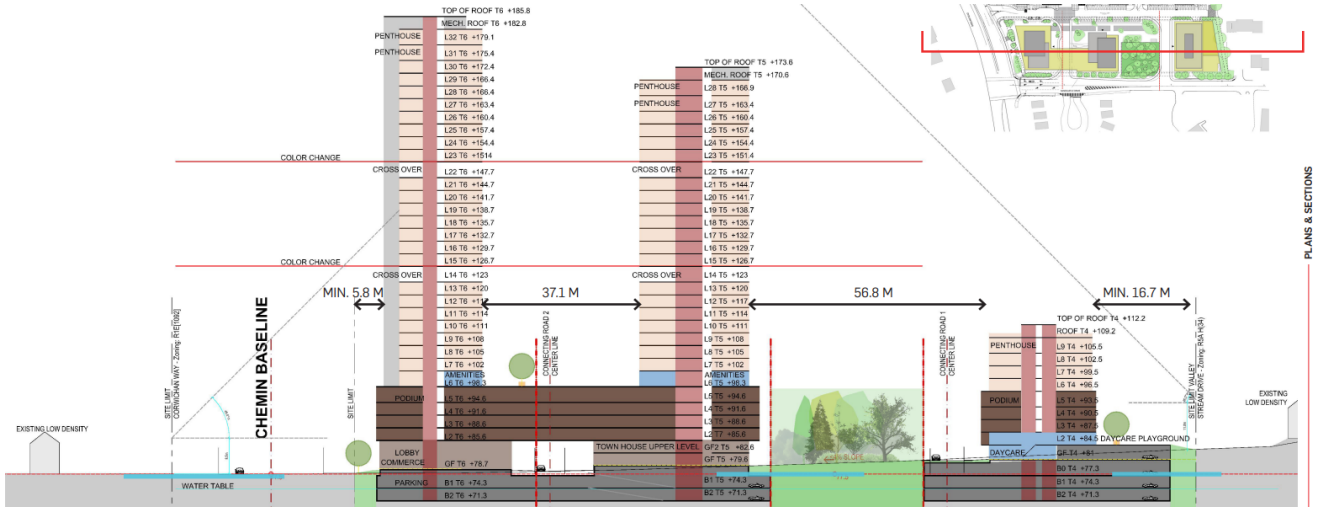 TOP OF ROOF T6 +185.8
MECH. ROOF T6 +182.8
PENTHOUSE L32 T6 +179.1
PENTHOUSE L31 T6 +175.4
L30 T6 +172.4
L29 T6 +166.4
L28 T6 +166.4
L27 T6 +163.4
L26 T6 +160.4
L25 T6 +157.4
L24 T6 +154.4
L23 T6 +1514
COLOR CHANGE
CROSS OVER L22 T6 +147.7
L21 T6 +144.7
L20 T6 +141.7
L19 T6 +138.7
L18 T6 +135.7
L17 T6 +132.7
L16 T6 +129.7
L15 T6 +126.7
COLOR CHANGE
CROSS OVER L14 T6 +123
L13 T6 +120
L12 T6 +117
L11 T6 +114
L10 T6 +111
L9 T6 +108
L8 T6 +105
L7 T6 +102
AMENITIES
L6 T6 +98.3
PODIUM L5 T6 +94.6
L4 T6 +91.6
L3 T6 +88.6
L2 T6 +85.6
LOBBY
COMMERCE GF T6 +78.7
PARKING B1 T6 +74.3
B2 T6 +71.3
TOP OF ROOF T5 +173.6
MECH. ROOF T5 +170.6
PENTHOUSE L28 T5 +166.9
PENTHOUSE L27 T5 +163.4
L26 T5 +160.4
L25 T5 +157.4
L24 T5 +154.4
L23 T5 +151.4
CROSS OVER L22 T5 +147.7
L21 T5 +144.7
L20 T5 +141.7
L19 T5 +138.7
L18 T5 +135.7
L17 T5 +132.7
L16 T5 +129.7
L15 T5 +126.7
CROSS OVER L14 T5 +123
L13 T5 +120
L12 T5 +117
L11 T5 +114
L10 T5 +111
L9 T5 +108
L8 T5 +105
L7 T5 +102
AMENITIES
L6 T5 +98.3
L5 T5 +94.6
L4 T5 +91.6
L3 T5 +88.6
L2 T7 +85.6
TOWN HOUSE UPPER LEVEL GF2 T5 +82.6
GF T5 +79.6
B1 T5 +74.3
B2 T5 +71.3
TOP OF ROOF T4 +112.2
ROOF T4 +109.2
PENTHOUSE L9 T4 +105.5
L8 T4 +102.5
L7 T4 +99.5
L6 T4 +96.5
PODIUM L5 T4 +93.5
L4 T4 +90.5
L3 T4 +87.5
L2 T4 +84.5 DAYCARE PLAYGROUND
DAYCARE GF T4 +81
B0 T4 +77.3
B1 T4 +74.3
B2 T4 +71.3
MIN. 5.8 M
37.1 M
56.8 M
MIN. 16.7 M
SITE LIMIT
CORWICHAN WAY - Zoning: R1E[1092]
CHEMIN BASELINE
SITE LIMIT
CONNECTING ROAD 2
CENTER LINE
CONNECTING ROAD 1
CENTER LINE
SITE LIMIT VALLEY
STREAM DRIVE - Zoning: R5A H(34)
EXISTING LOW DENSITY
EXISTING
LOW DENSITY
WATER TABLE
PLANS & SECTIONS